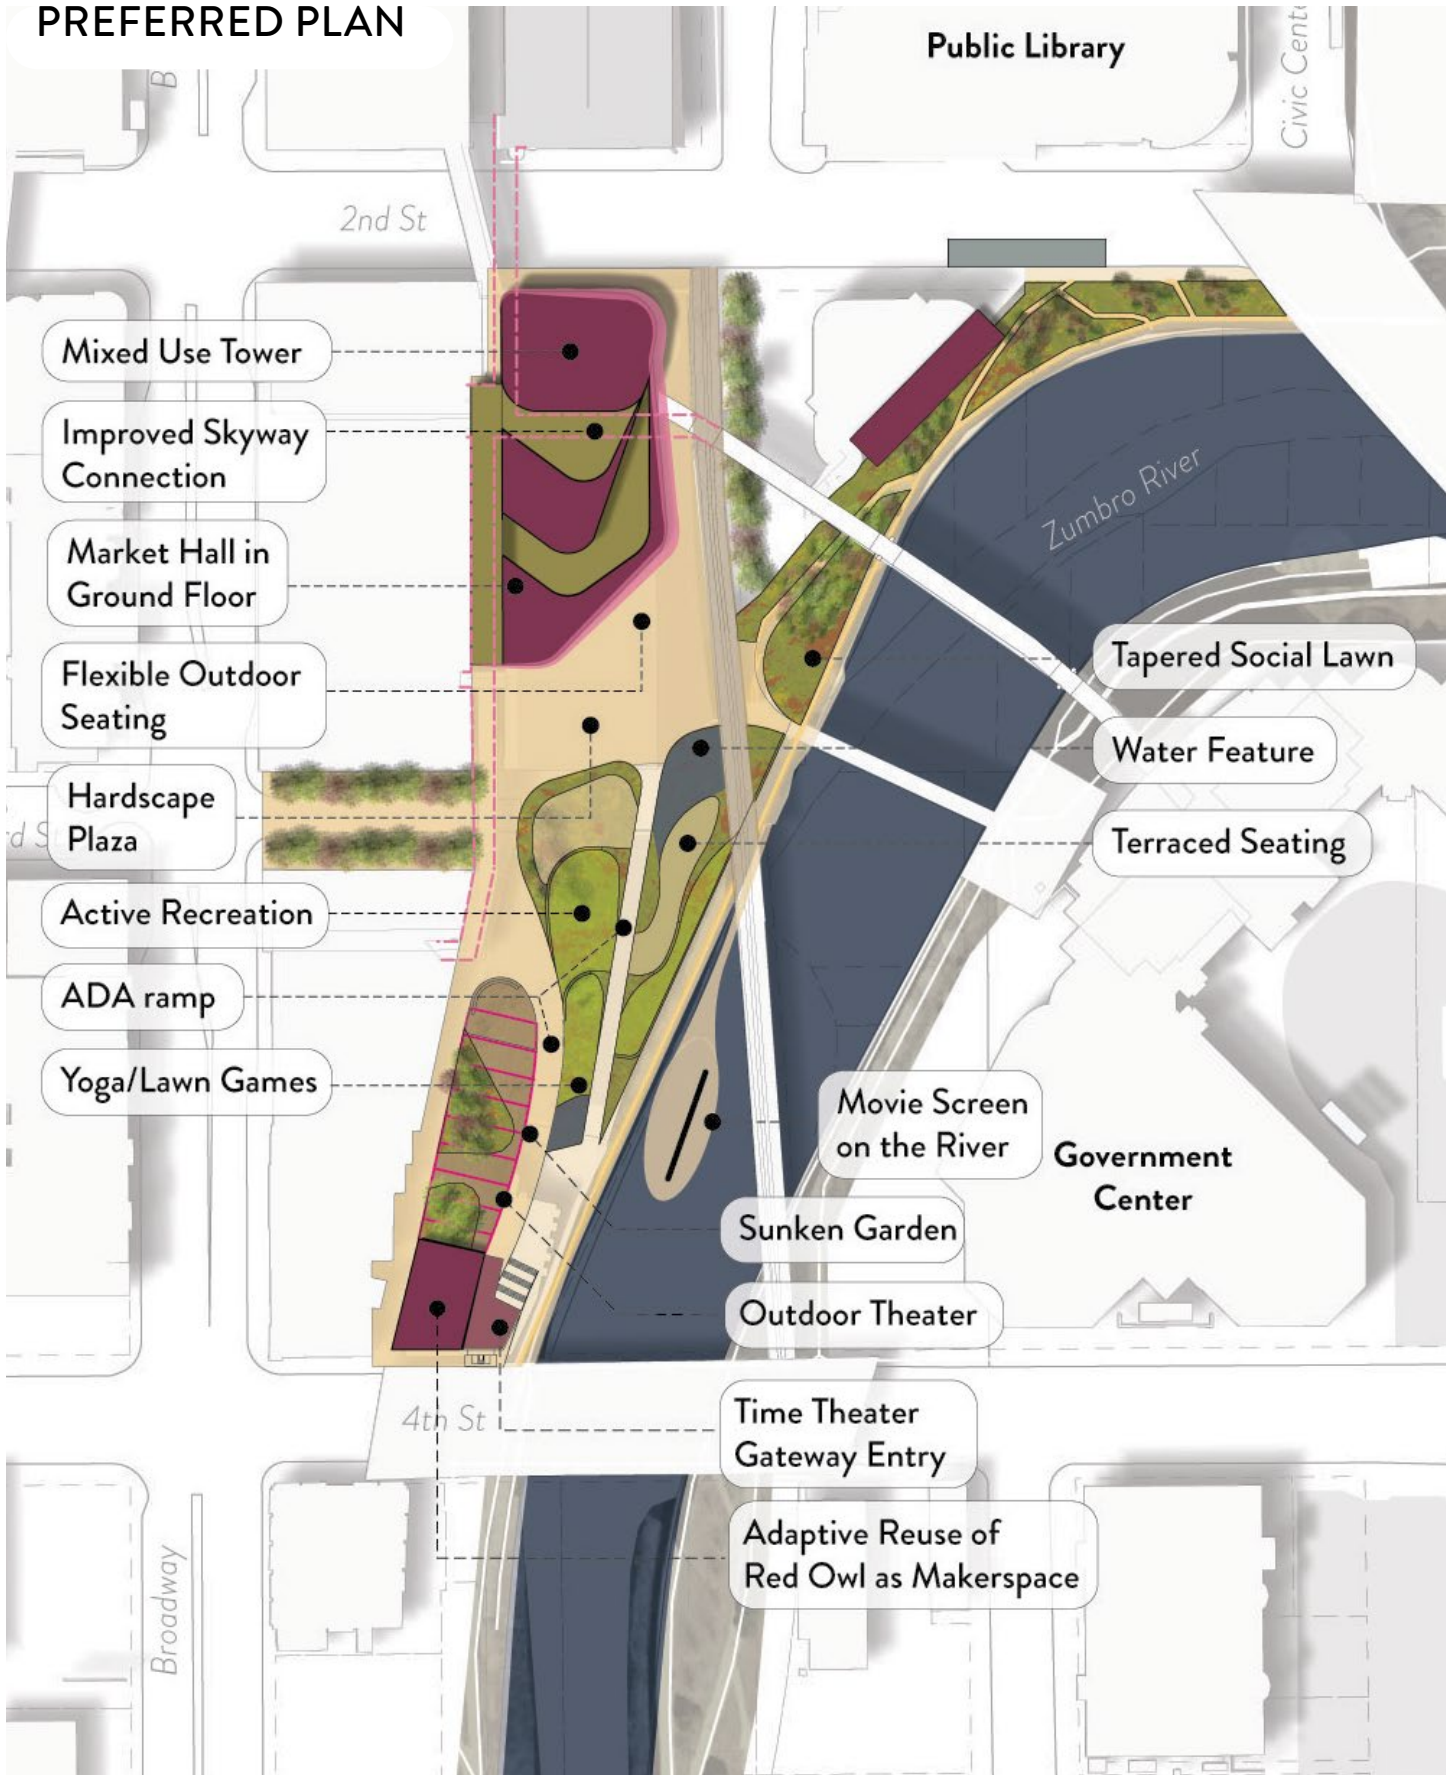 PREFERRED PLAN
Public Library
2nd St
Mixed Use Tower
Improved Skyway
Connection
Market Hall in
Ground Floor
Flexible Outdoor
Seating
Hardscape
Plaza
Active Recreation
ADA ramp
Yoga/Lawn Games
Zumbro River
Tapered Social Lawn
Water Feature
Terraced Seating
Movie Screen
on the River
Government
Center
Sunken Garden
Outdoor Theater
4th St
Time Theater
Gateway Entry
Adaptive Reuse of
Red Owl as Makerspace
Broadway